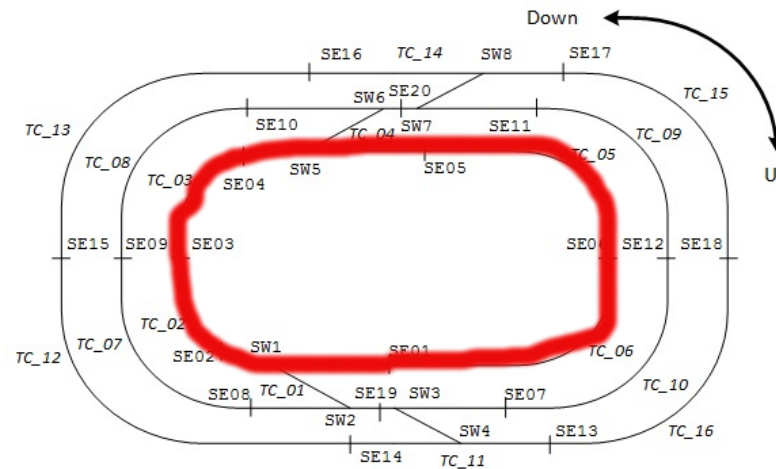 Down
SE16 TC_14 SW8 SE17
SE20
SW6
TC_15
TC_13
SE10 TC_04 SW7 SE11 TC_09
TC_08
SW5 SE05 TC_05
TC_03 SE04
U
SE15 SE09 SE03 SE12 SE18
TC_02
SE02 SW1 SE01 TC_06
TC_12 TC_07
SE08 TC_01 SE19 SW3 SE07 TC_10
SW2 SW4 SE13 TC_16
SE14 TC_11